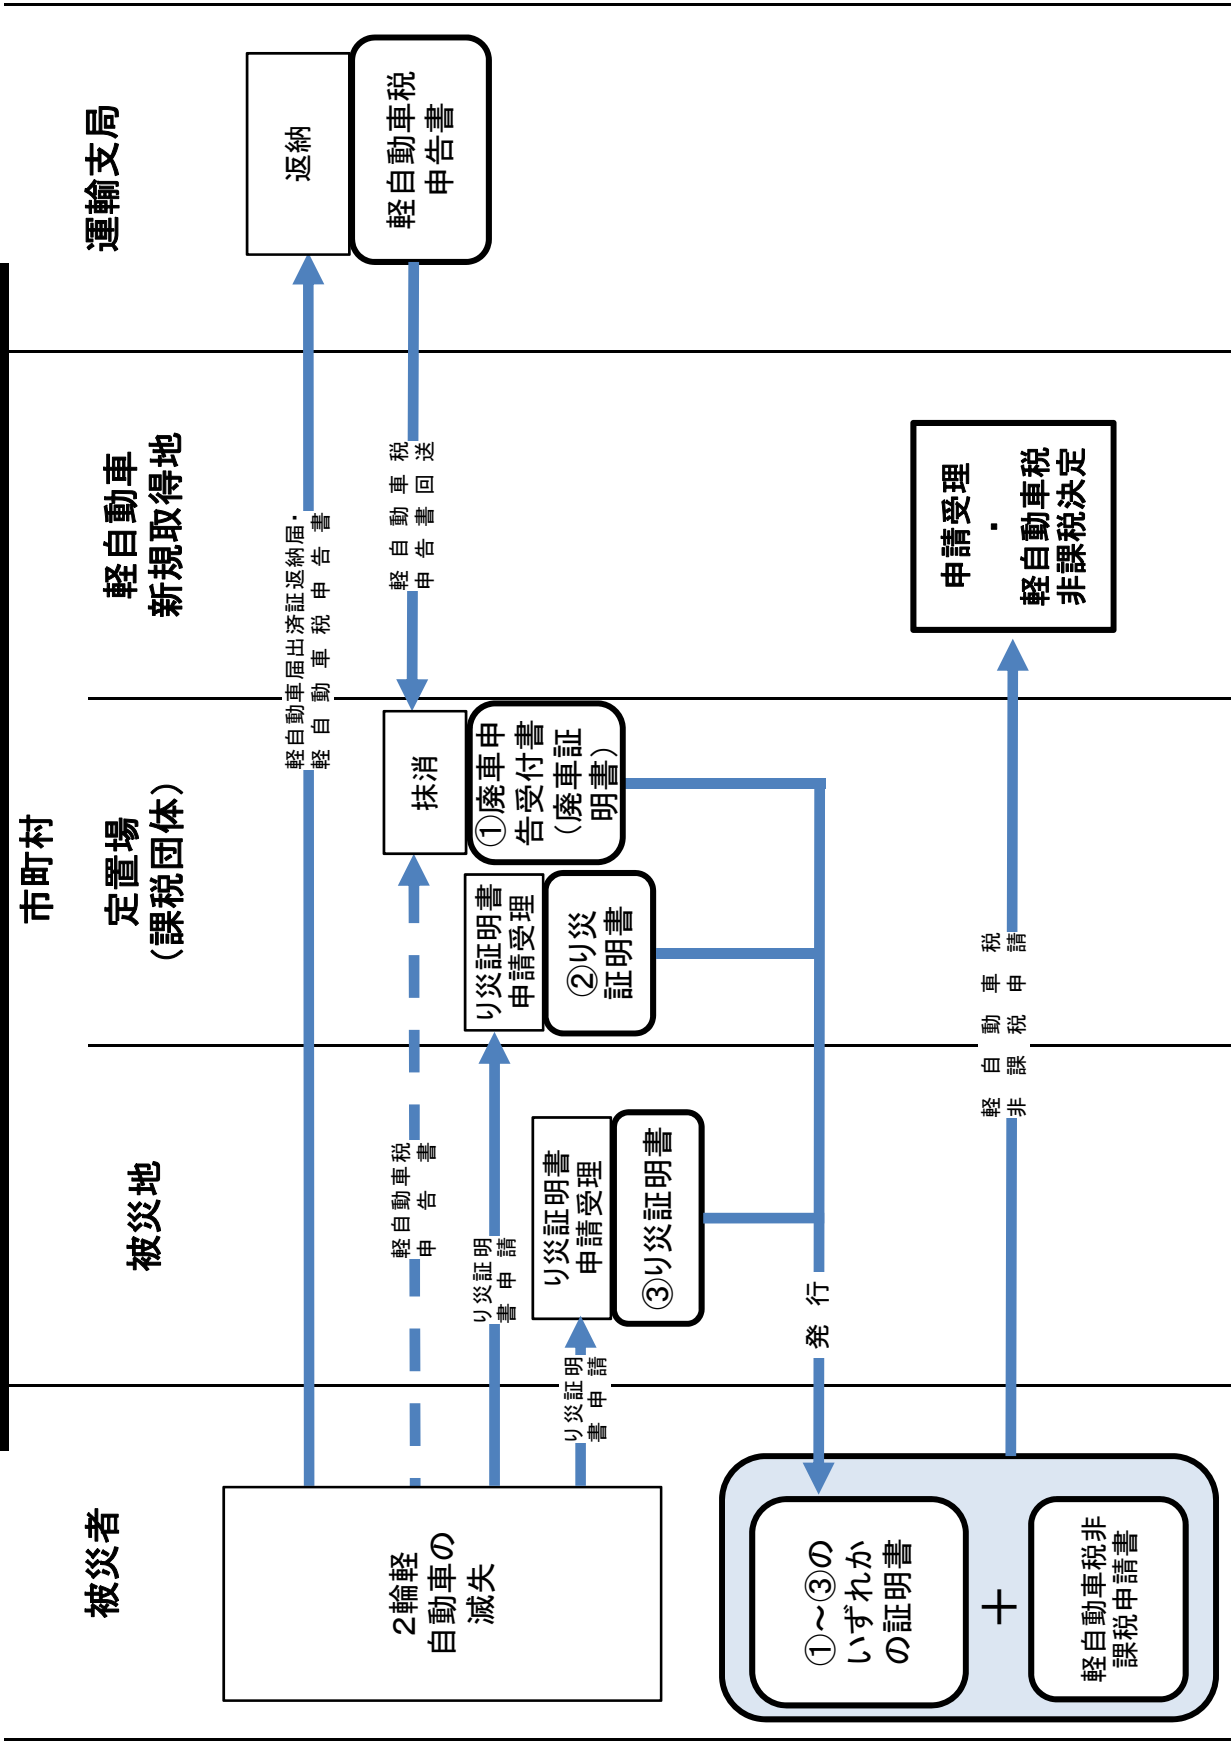 市町村
被災者
被災地
定置場
（課税団体）
軽自動車
新規取得地
運輸支局
２輪軽
自動車の
滅失
軽自動車届出済証返納届・
軽自動車税申告書
返納
軽自動車税
申告書
軽自動車税
申告書回送
軽自動車税
申告書
抹消
①廃車申
告受付書
（廃車証
明書）
り災証明
書申請
り災証明書
申請受理
②り災
証明書
り災証明
書申請
り災証明書
申請受理
③り災証明書
発行
①～③の
いずれか
の証明書
＋
軽自動車税非
課税申請書
軽自動車税
非課税申請
申請受理
・
軽自動車税
非課税決定